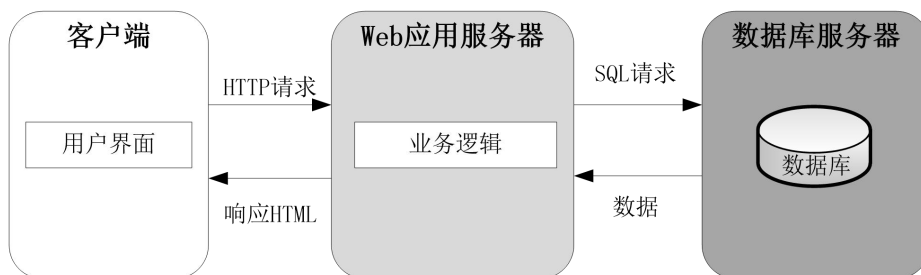 客户端
Web应用服务器
数据库服务器
HTTP请求
SQL请求
用户界面
业务逻辑
数据库
响应HTML
数据